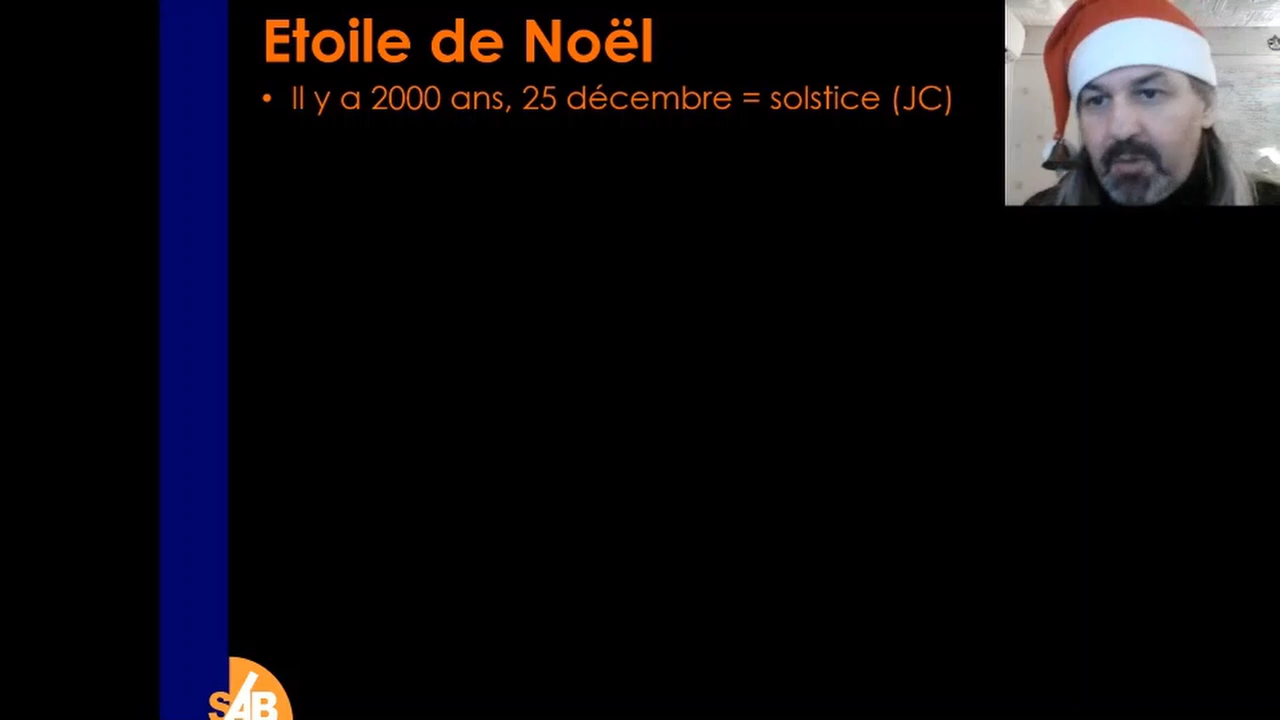 Etoile de Noël
• Il y a 2000 ans, 25 décembre = solstice (JC)
SAB